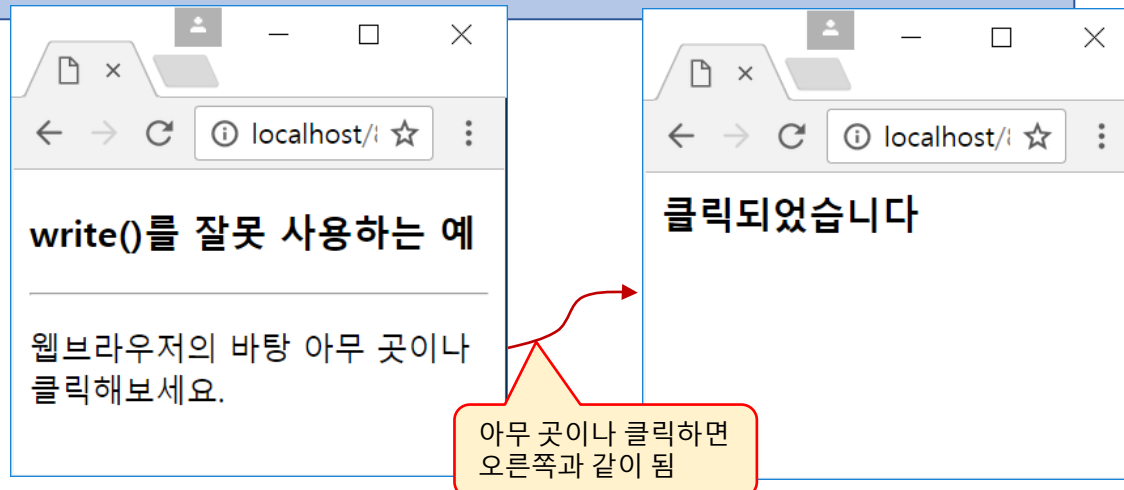 localhost/
write()를 잘못 사용하는 예
웹브라우저의 바탕 아무 곳이나
클릭해보세요.
아무 곳이나 클릭하면
오른쪽과 같이 됨
localhost/
클릭되었습니다